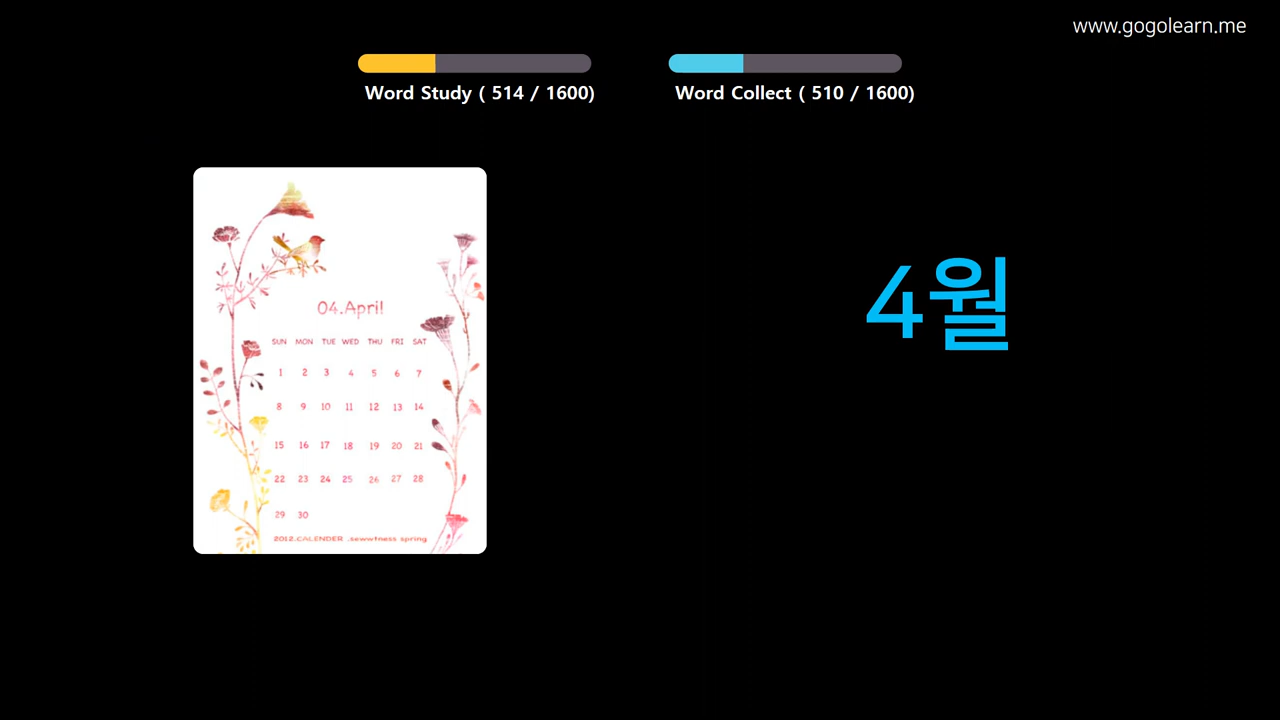 www.gogolearn.me
Word Study ( 514 / 1600)
Word Collect ( 510 / 1600)
04.April
SUN MON TUE WED THU FRI SAT
1 2 3 4 5 6 7
8 9 10 11 12 13 14
15 16 17 18 19 20 21
22 23 24 25 26 27 28
29 30
2012.CALENDER .sewwtness spring
4월